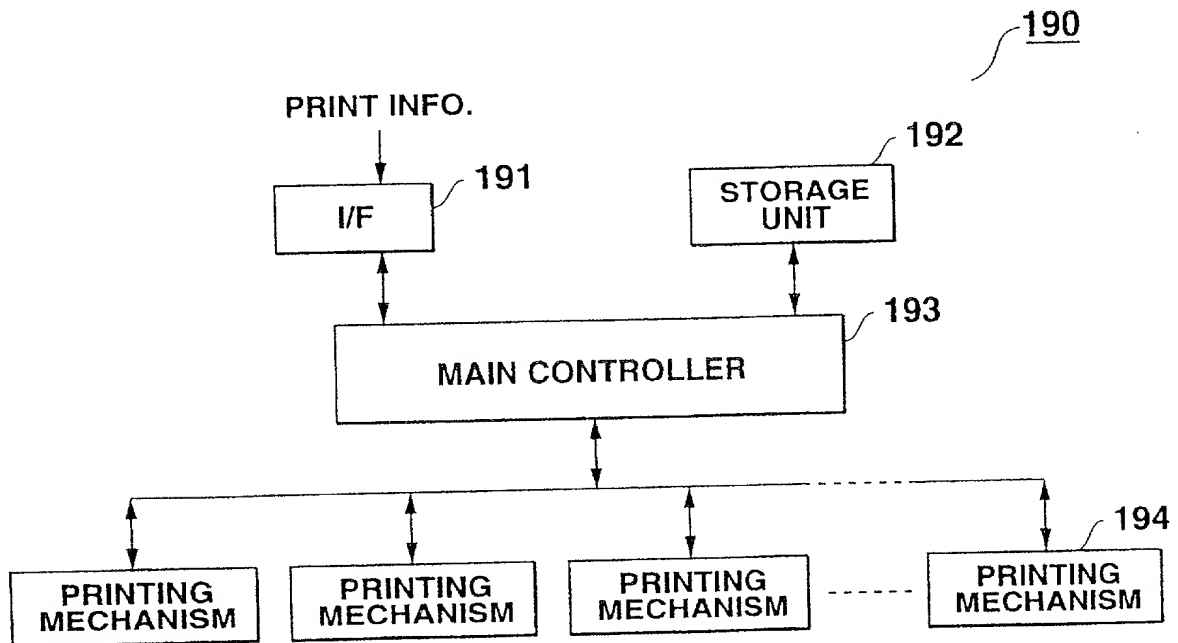 190
PRINT INFO.
191
192
I/F
STORAGE
UNIT
193
MAIN CONTROLLER
194
PRINTING
MECHANISM
PRINTING
MECHANISM
PRINTING
MECHANISM
PRINTING
MECHANISM